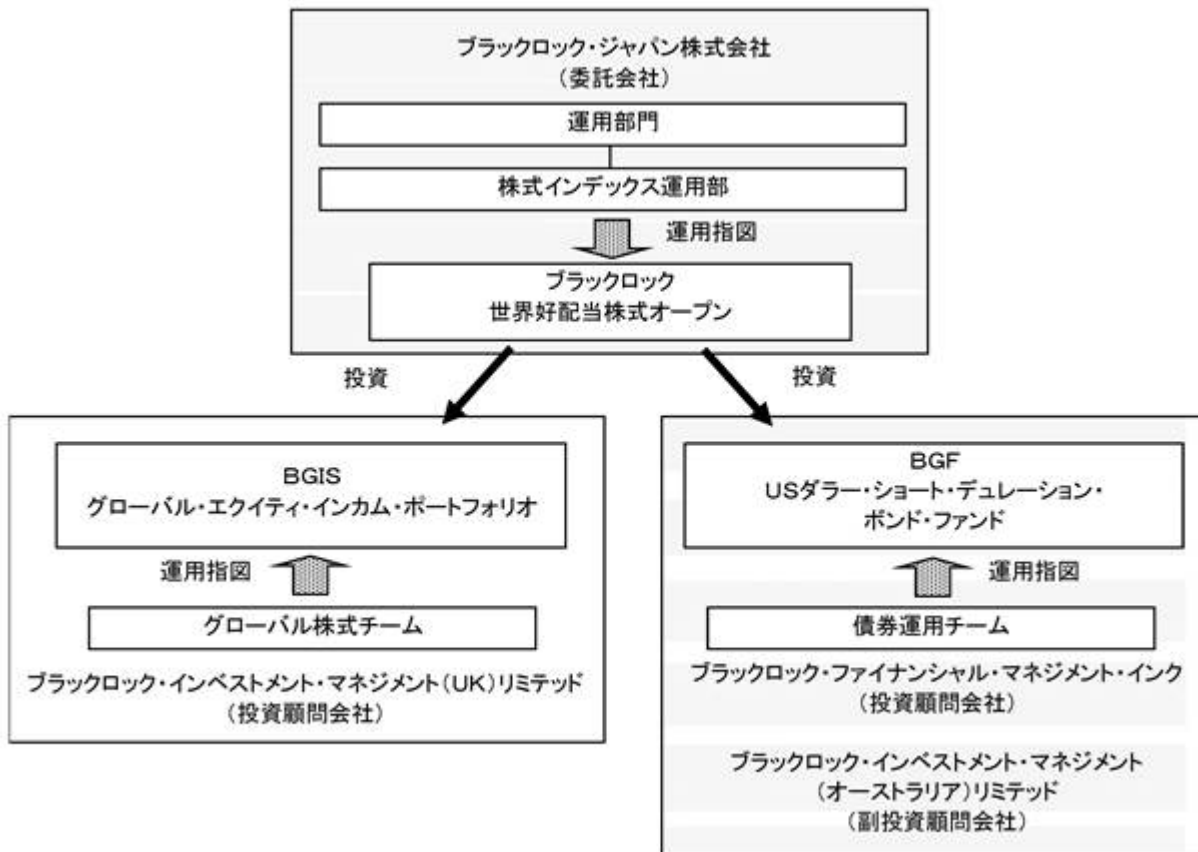 ブラックロック・ジャパン株式会社
(委託会社)
運用部門
株式インデックス運用部
運用指図
ブラックロック
世界好配当株式オープン
投資
投資
BGIS
グローバル・エクイティ・インカム・ポートフォリオ
運用指図
グローバル株式チーム
ブラックロック・インベストメント・マネジメント(UK)リミテッド
(投資顧問会社)
BGF
USダラー・ショート・デュレーション・
ボンド・ファンド
運用指図
債券運用チーム
ブラックロック・ファイナンシャル・マネジメント・インク
(投資顧問会社)
ブラックロック・インベストメント・マネジメント
(オーストラリア)リミテッド
(副投資顧問会社)